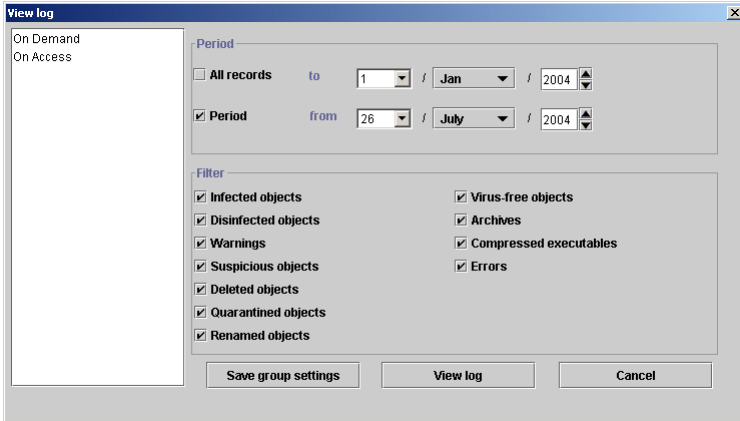 View log
On Demand
On Access
Period
All records to 1 / Jan / 2004
Period from 26 / July / 2004
Filter
Infected objects Virus-free objects
Disinfected objects Archives
Warnings Compressed executables
Suspicious objects Errors
Deleted objects
Quarantined objects
Renamed objects
Save group settings View log Cancel